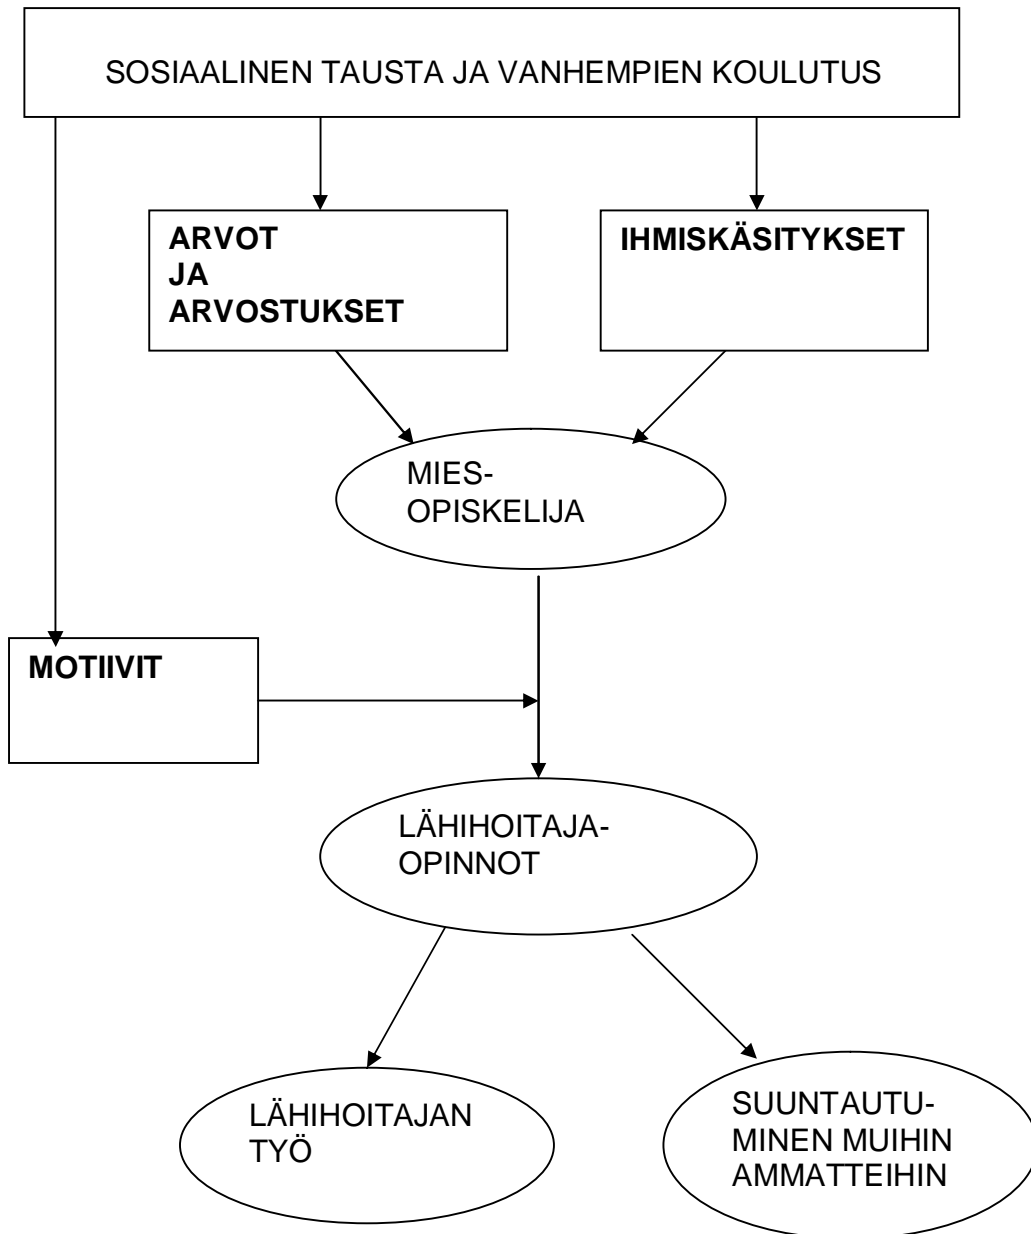 SOSIAALINEN TAUSTA JA VANHEMPIEN KOULUTUS
ARVOT
JA
ARVOSTUKSET
IHMISKÄSITYKSET
MIES-
OPISKELIJA
MOTIIVIT
LÄHIHOITAJA-
OPINNOT
LÄHIHOITAJAN
TYÖ
SUUNTAUTU-
MINEN MUIHIN
AMMATTEIHIN